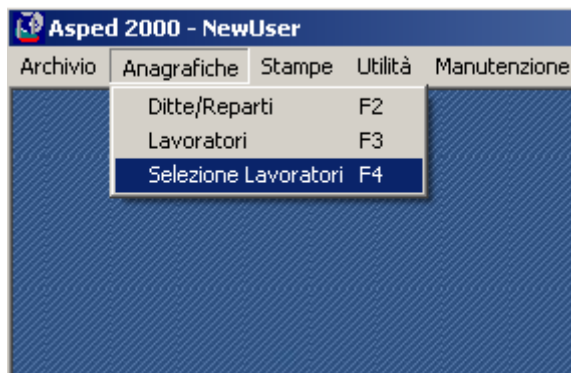 Asped 2000 - NewUser
Archivio Anagrafiche Stampe Utilità Manutenzione
Ditte/Reparti F2
Lavoratori F3
Selezione Lavoratori F4